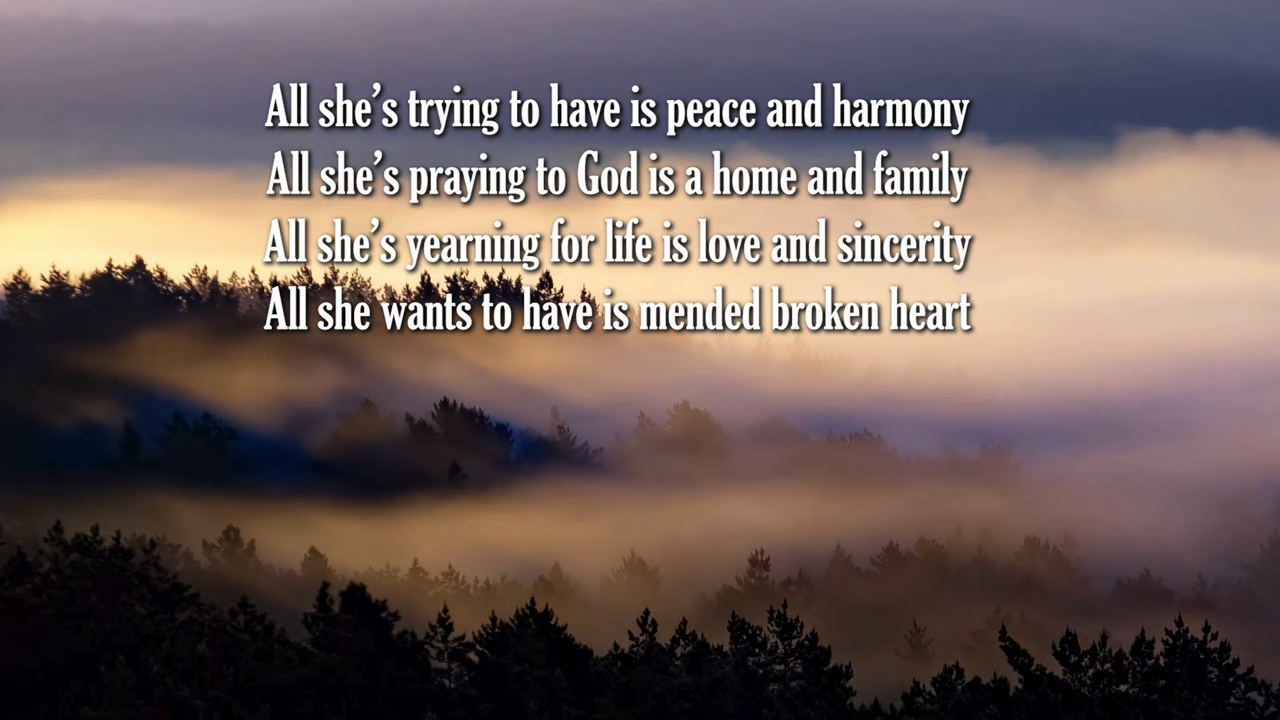 All she’s trying to have is peace and harmony
All she’s praying to God is a home and family
All she’s yearning for life is love and sincerity
All she wants to have is mended broken heart